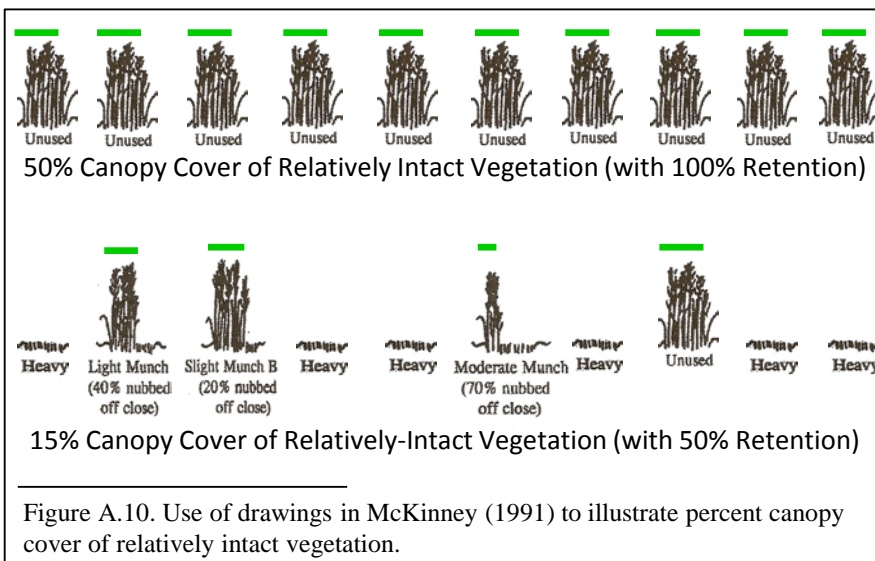 Unused Unused Unused Unused Unused Unused Unused Unused Unused Unused
50% Canopy Cover of Relatively Intact Vegetation (with 100% Retention)
Heavy Light Munch Slight Munch B Heavy Heavy Moderate Munch Heavy Unused Heavy Heavy
(40% nubbed (20% nubbed (70% nubbed
off close) off close) off close)
15% Canopy Cover of Relatively-Intact Vegetation (with 50% Retention)
Figure A.10. Use of drawings in McKinney (1991) to illustrate percent canopy
cover of relatively intact vegetation.